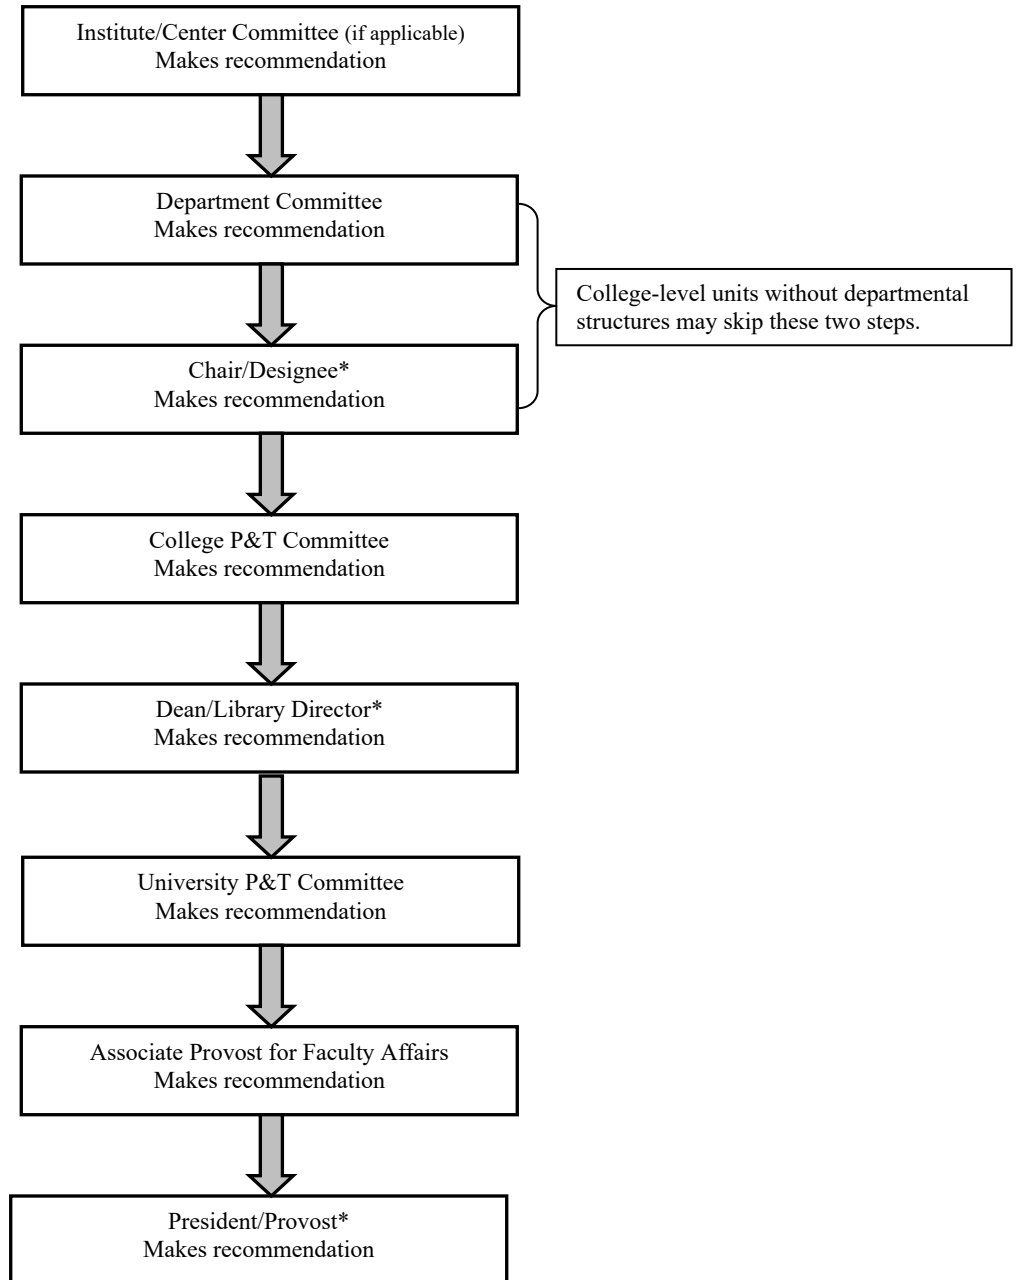 Institute/Center Committee (if applicable)
Makes recommendation
Department Committee
Makes recommendation
College-level units without departmental
structures may skip these two steps.
Chair/Designee*
Makes recommendation
College P&T Committee
Makes recommendation
Dean/Library Director*
Makes recommendation
University P&T Committee
Makes recommendation
Associate Provost for Faculty Affairs
Makes recommendation
President/Provost*
Makes recommendation